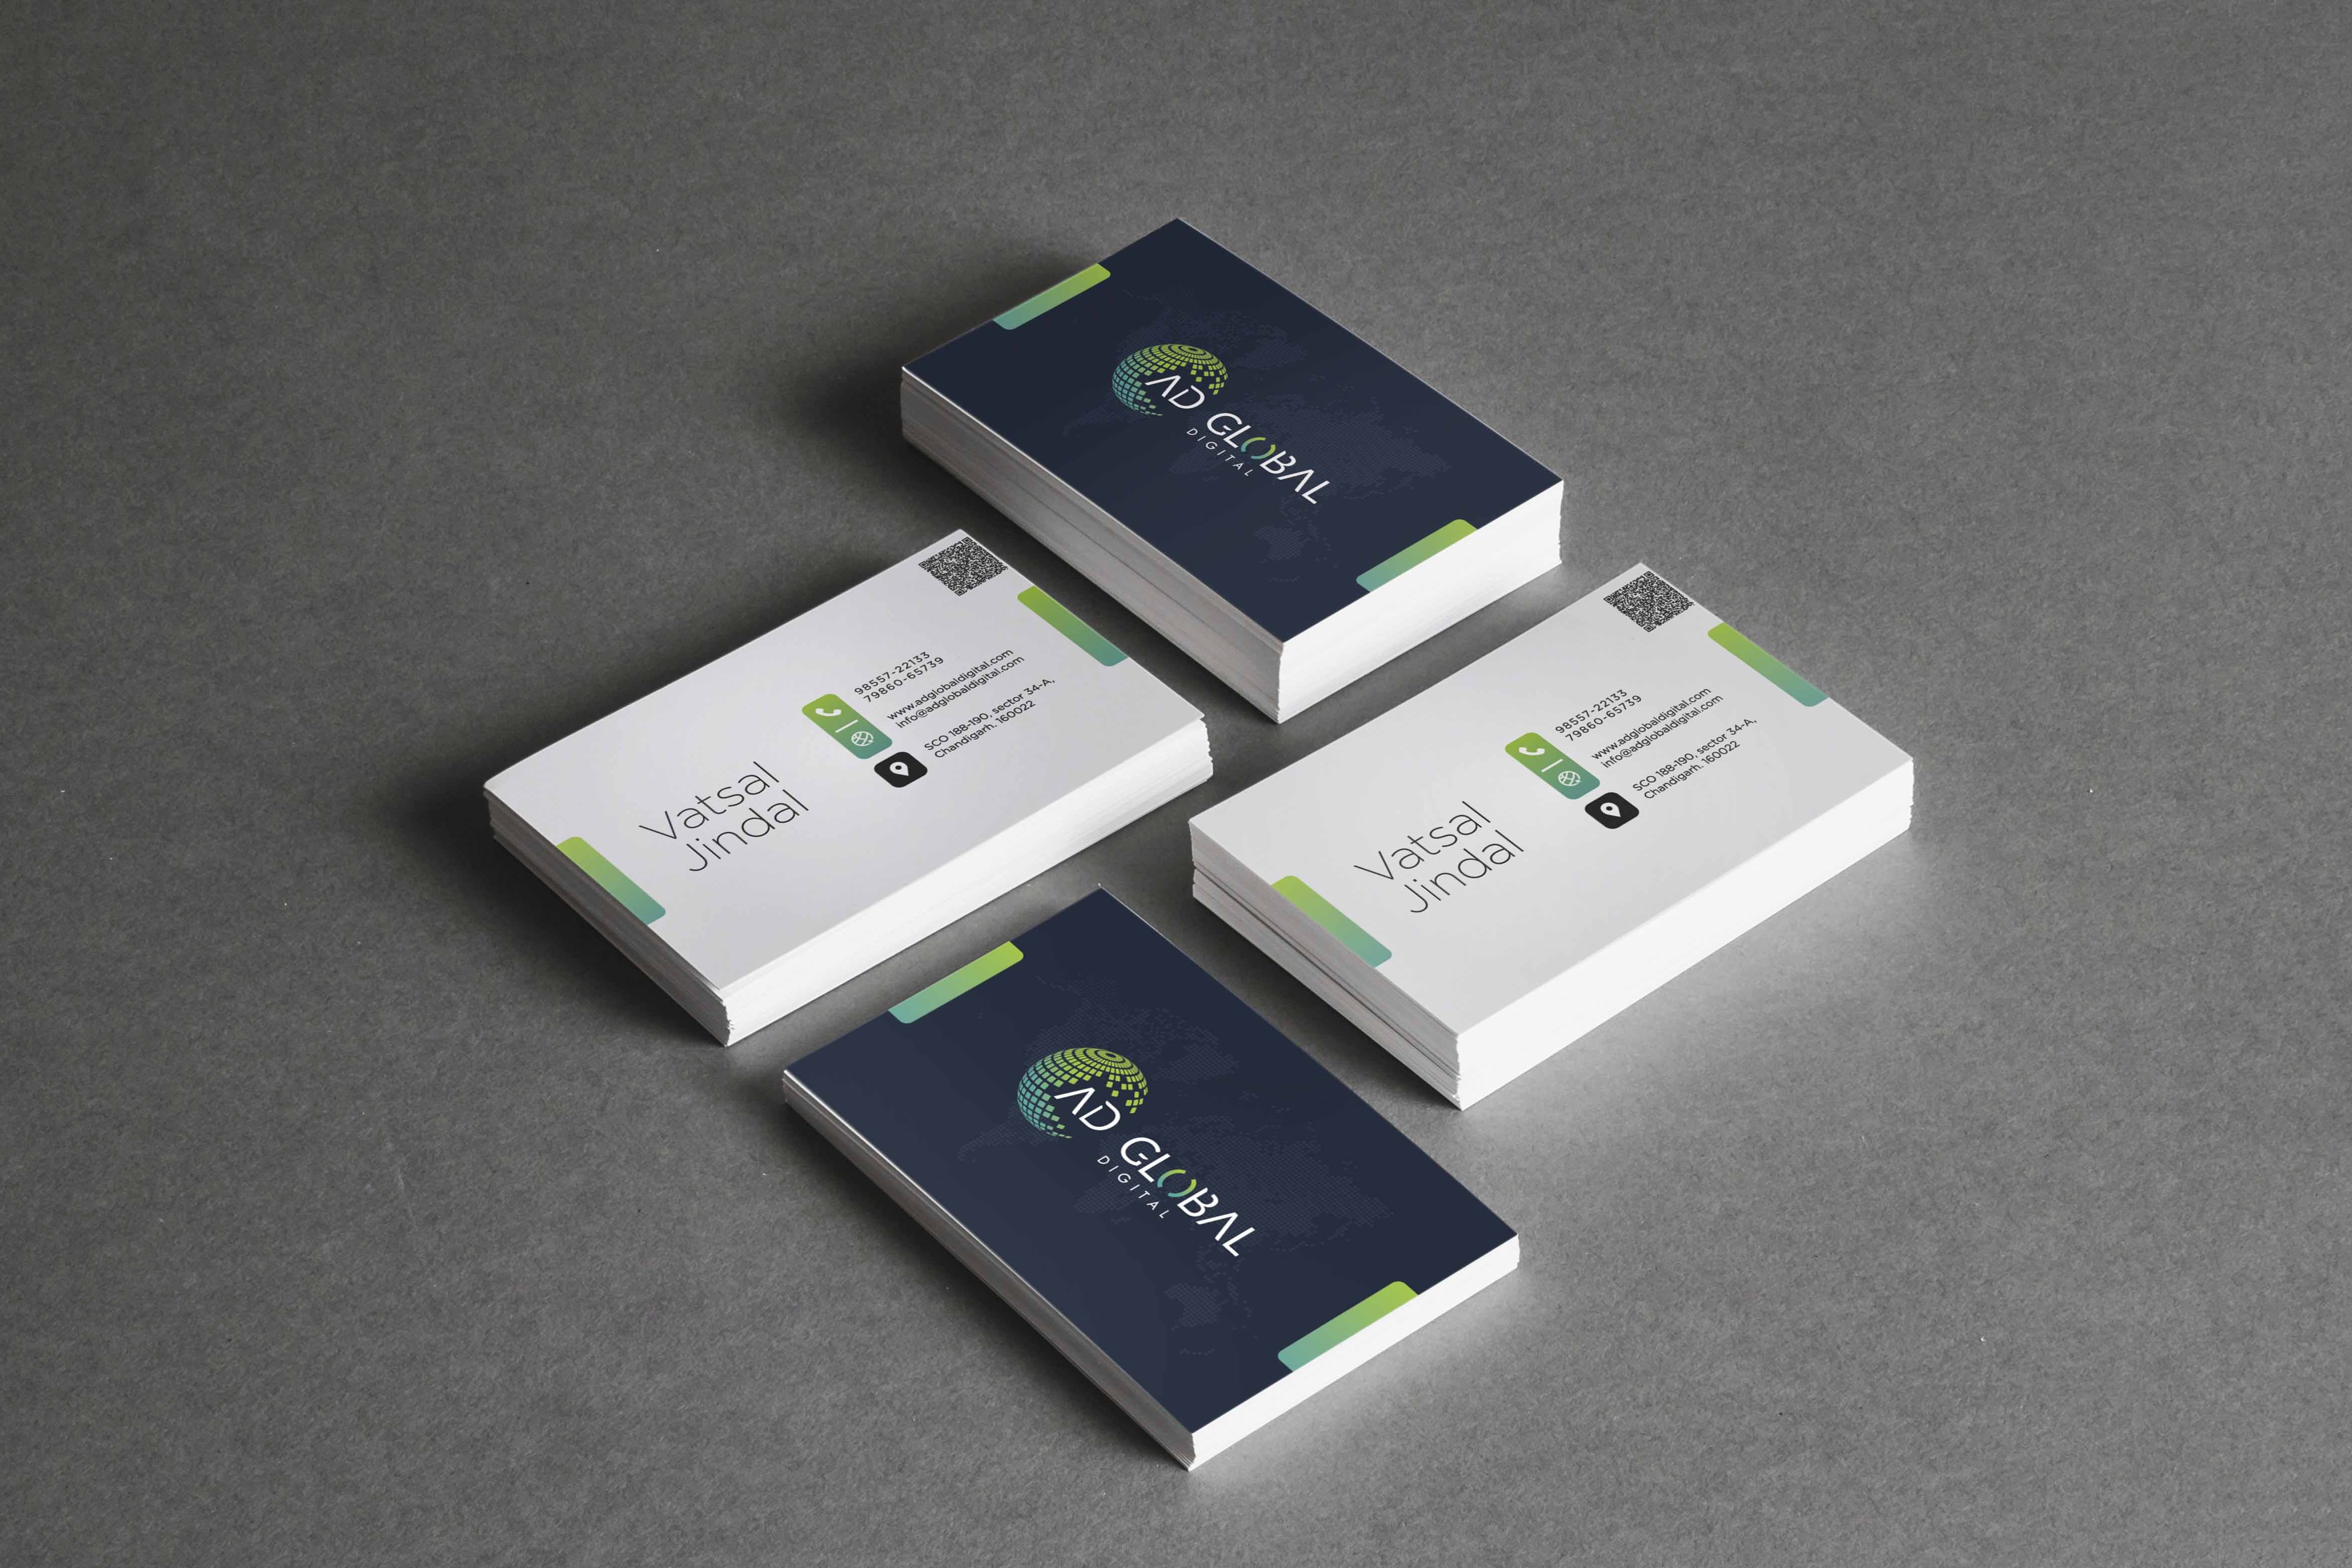 AD GLOBAL
DIGITAL
98557-22133
79860-65739
www.adglobaldigital.com
info@adglobaldigital.com
SCO 188-190, sector 34-A,
Chandigarh. 160022
Vatsal
Jindal
98557-22133
79860-65739
www.adglobaldigital.com
info@adglobaldigital.com
SCO 188-190, sector 34-A,
Chandigarh. 160022
Vatsal
Jindal
AD GLOBAL
DIGITAL